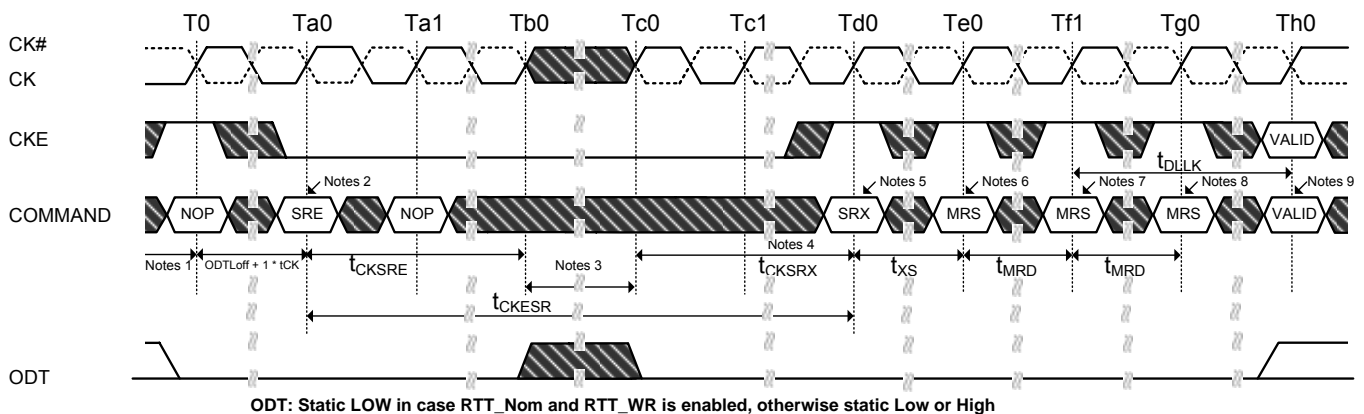 T0 Ta0 Ta1 Tb0 Tc0 Tc1 Td0 Te0 Tf1 Tg0 Th0
CK#
CK
CKE
VALID
tDLLK
Notes 2 Notes 5 Notes 6 Notes 7 Notes 8 Notes 9
COMMAND
NOP SRE NOP SRX MRS MRS MRS VALID
Notes 1 ODTLoff + 1 * tCK tCKSRE Notes 3 Notes 4 tCKSRX tXS tMRD tMRD
tCKESR
ODT
ODT: Static LOW in case RTT_Nom and RTT_WR is enabled, otherwise static Low or High